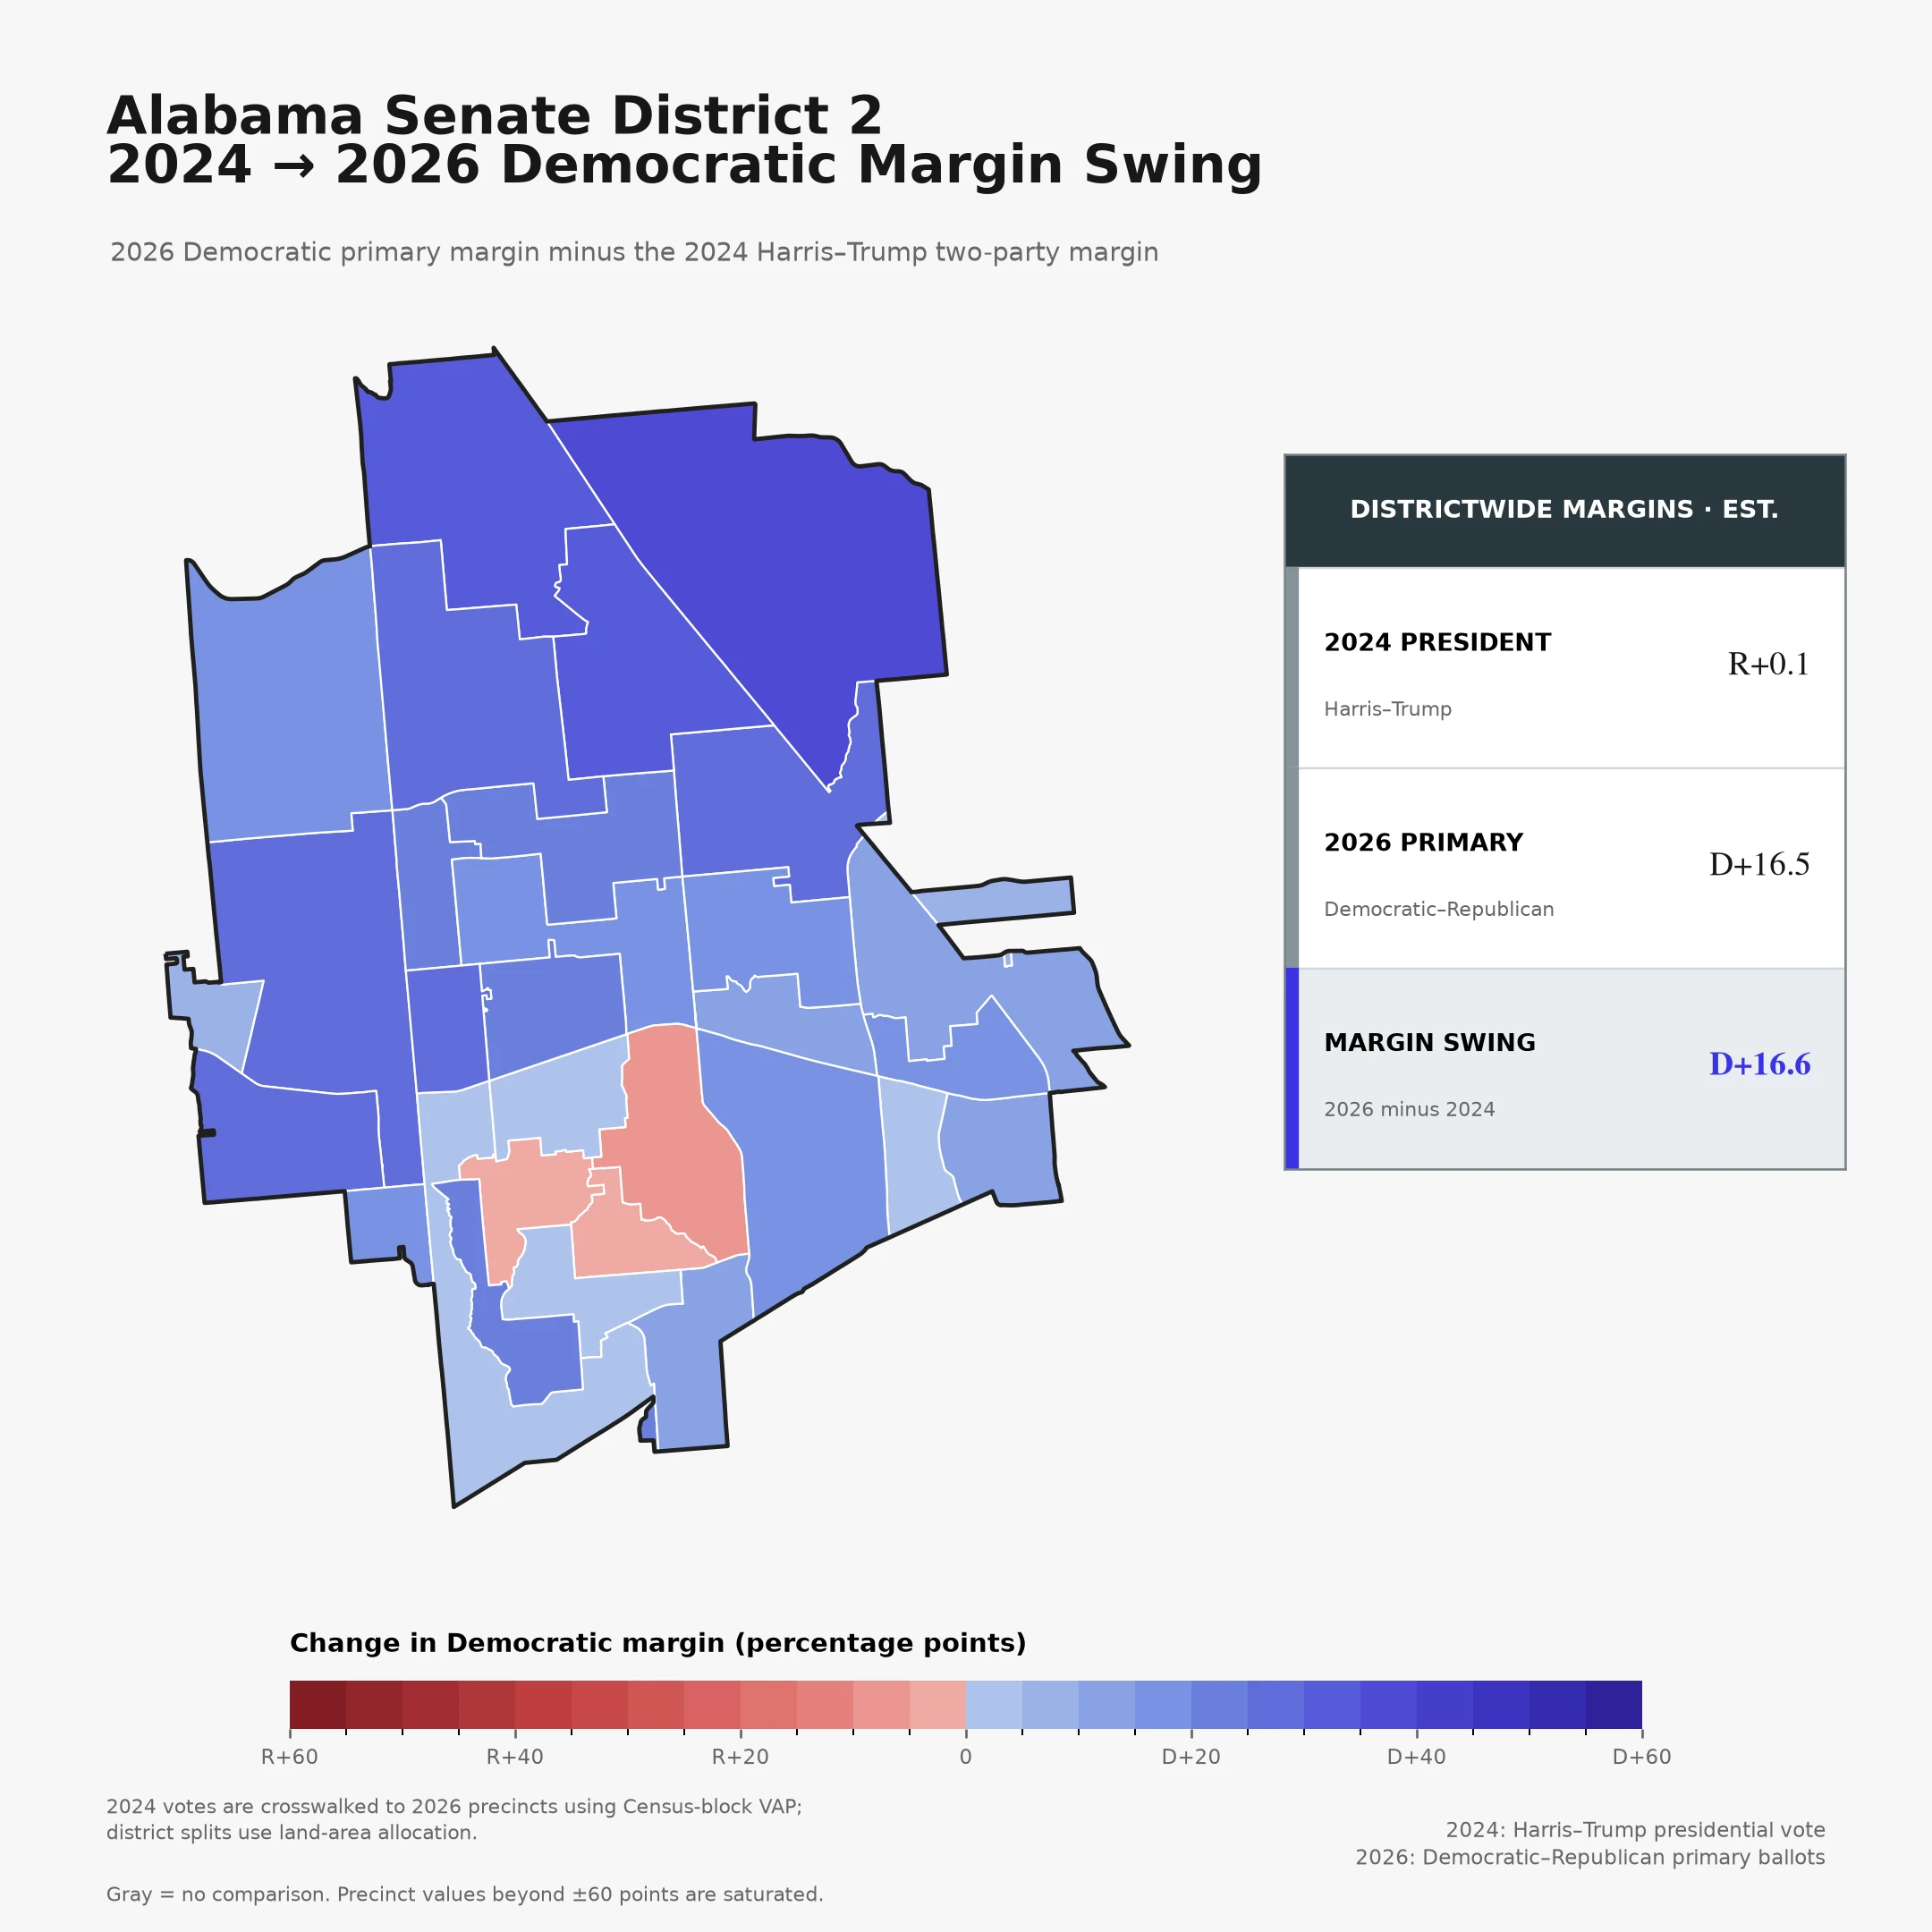 Alabama Senate District 2
2024 → 2026 Democratic Margin Swing
2026 Democratic primary margin minus the 2024 Harris–Trump two-party margin
DISTRICTWIDE MARGINS · EST.
2024 PRESIDENT
R+0.1
Harris–Trump
2026 PRIMARY
D+16.5
Democratic–Republican
MARGIN SWING
D+16.6
2026 minus 2024
Change in Democratic margin (percentage points)
R+60 R+40 R+20 0 D+20 D+40 D+60
2024 votes are crosswalked to 2026 precincts using Census-block VAP;
district splits use land-area allocation.
2024: Harris–Trump presidential vote
2026: Democratic–Republican primary ballots
Gray = no comparison. Precinct values beyond ±60 points are saturated.